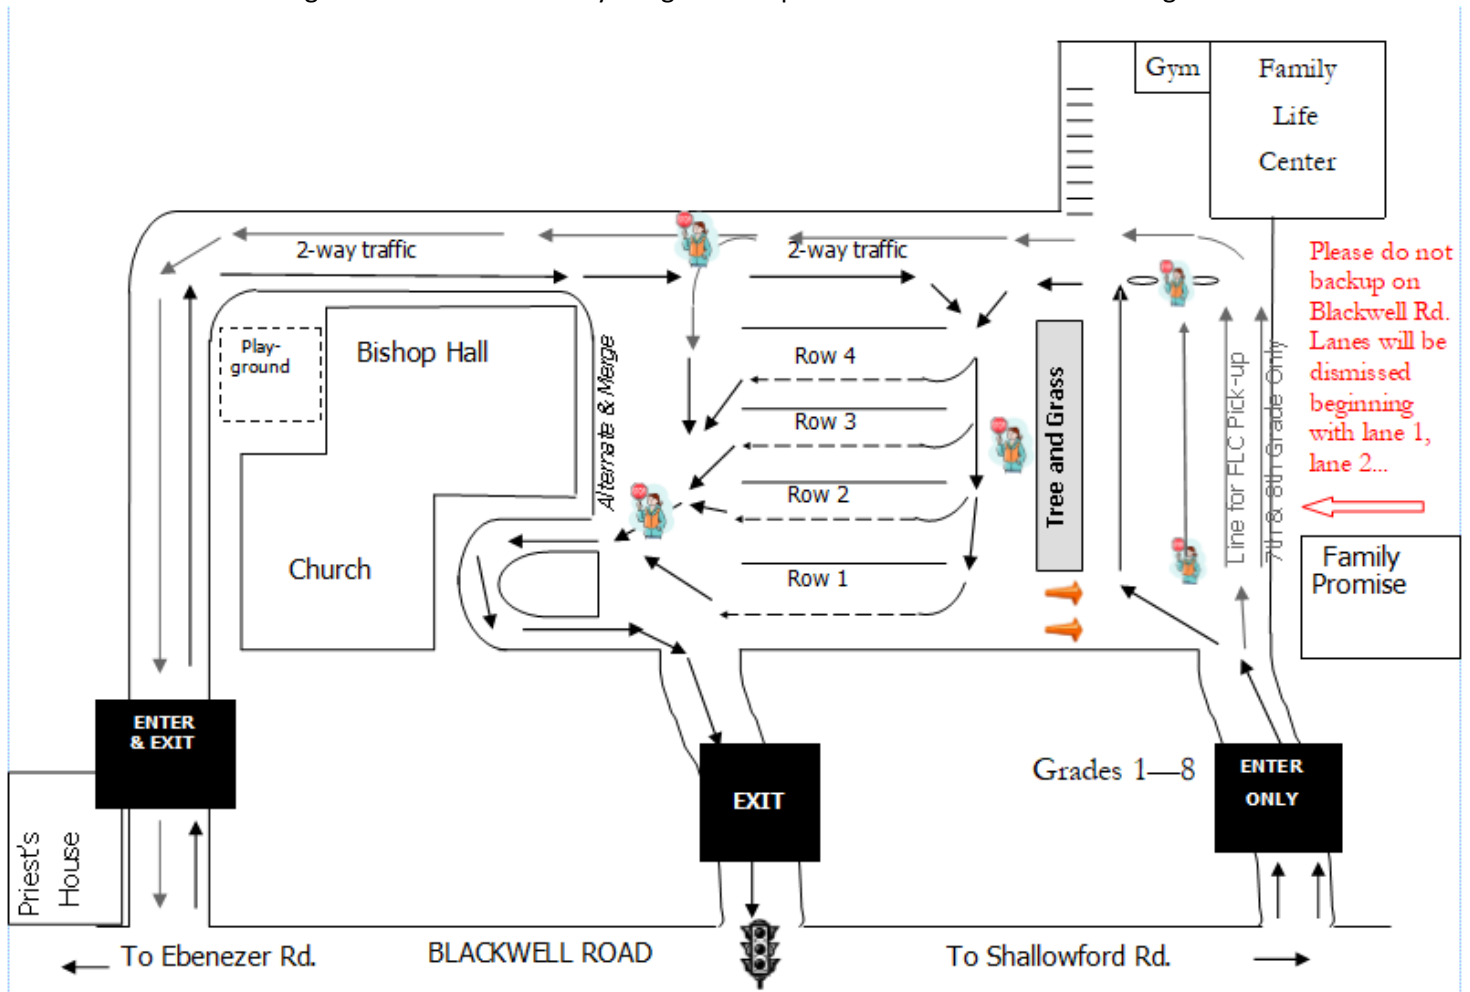 Gym
Family
Life
Center
2-way traffic
2-way traffic
Please do not
backup on
Blackwell Rd.
Lanes will be
dismissed
beginning
with lane 1,
lane 2...
Play-
ground
Bishop Hall
Alternate & Merge
Row 4
Row 3
Row 2
Row 1
Tree and Grass
Line for FLC Pick-up
7th & 8th Grade Only
Family
Promise
Church
ENTER
& EXIT
EXIT
Grades 1—8
ENTER
ONLY
Priest's
House
To Ebenezer Rd.
BLACKWELL ROAD
To Shallowford Rd.